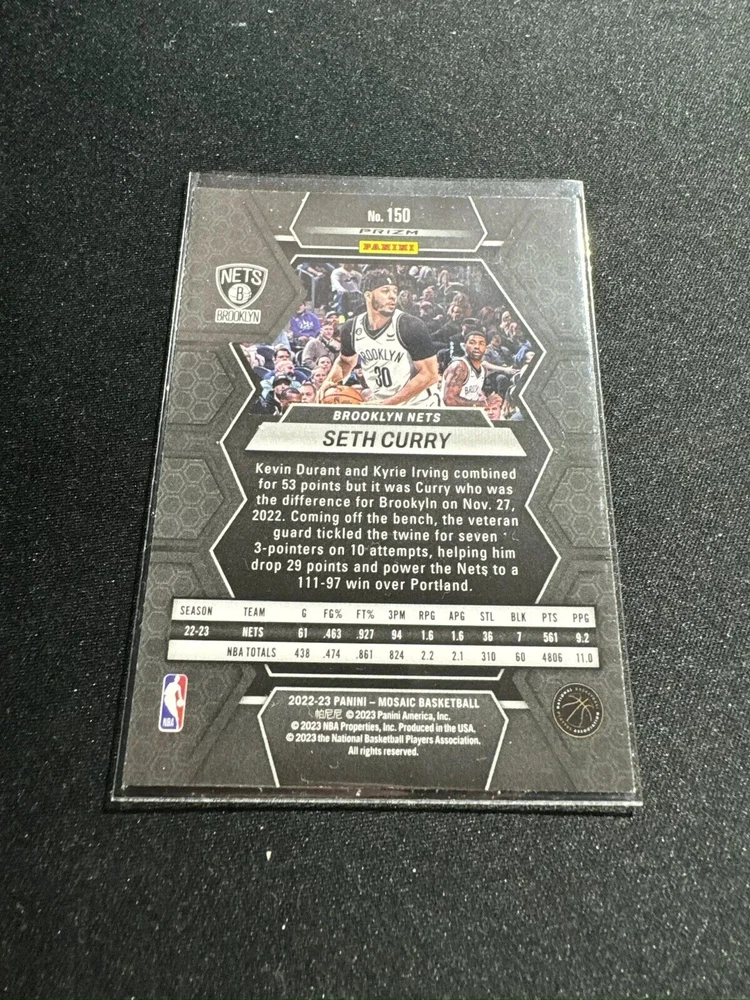 No. 150
PRIZM
PANINI
NETS
B
BROOKLYN
BROOKLYN
30
BROOKLYN NETS
SETH CURRY
Kevin Durant and Kyrie Irving combined
for 53 points but it was Curry who was
the difference for Brookyln on Nov. 27,
2022. Coming off the bench, the veteran
guard tickled the twine for seven
3-pointers on 10 attempts, helping him
drop 29 points and power the Nets to a
111-97 win over Portland.
SEASON TEAM G FG% FT% 3PM RPG APG STL BLK PTS PPG
22-23 NETS 61 .463 .927 94 1.6 1.6 36 7 561 9.2
NBA TOTALS 438 .474 .861 824 2.2 2.1 310 60 4806 11.0
NBA
2022-23 PANINI – MOSAIC BASKETBALL
帕尼尼 © 2023 Panini America, Inc.
© 2023 NBA Properties, Inc. Produced in the USA.
© 2023 the National Basketball Players Association.
All rights reserved.